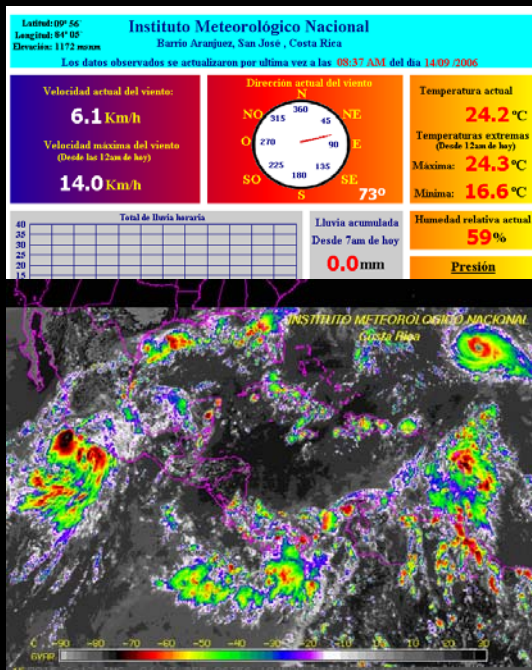 Latitud:09° 56´
Longitud: 84° 05´
Elevación: 1172 msnm
Instituto Meteorológico Nacional
Barrio Aranjuez, San José , Costa Rica
Los datos observados se actualizaron por ultima vez a las 08:37 AM del día 14/09 /2006
Velocidad actual del viento:
6.1 Km/h
Velocidad máxima del viento
(Desde las 12am de hoy)
14.0 Km/h
Dirección actual del viento
N
NO
NE
O
E
SO
SE
S
360
315
45
270
90
225
135
180
73º
Temperatura actual
24.2 ºC
Temperaturas extremas
(Desde 12am de hoy)
Máxima: 24.3 ºC
Mínima: 16.6 ºC
Total de lluvia horaria
40
35
30
25
20
15
Lluvia acumulada
Desde 7am de hoy
0.0 mm
Humedad relativa actual
59%
Presión
INSTITUTO METEOROLOGICO NACIONAL
Costa Rica
C -90 -80 -70 -60 -50 -40 -30 -20 -10 0 10 20 30
GVAR